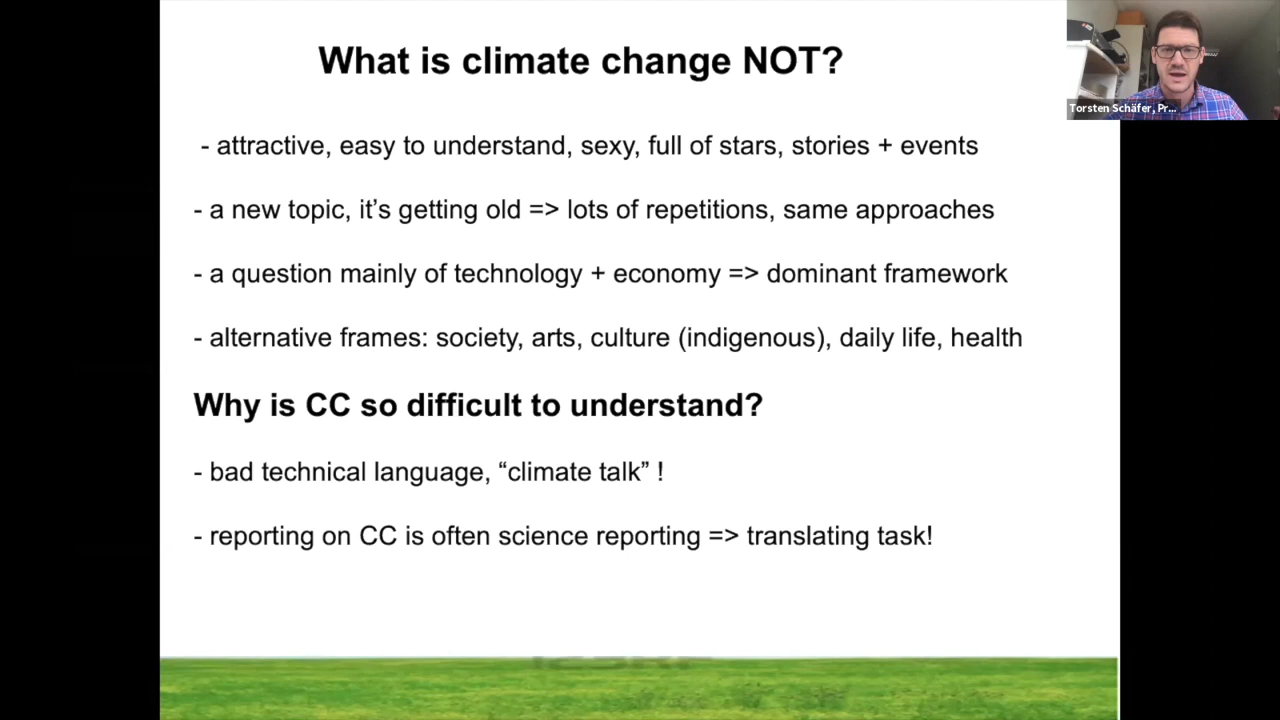 What is climate change NOT?
Torsten Schäfer, Pr...
- attractive, easy to understand, sexy, full of stars, stories + events
- a new topic, it’s getting old => lots of repetitions, same approaches
- a question mainly of technology + economy => dominant framework
- alternative frames: society, arts, culture (indigenous), daily life, health
Why is CC so difficult to understand?
- bad technical language, “climate talk” !
- reporting on CC is often science reporting => translating task!